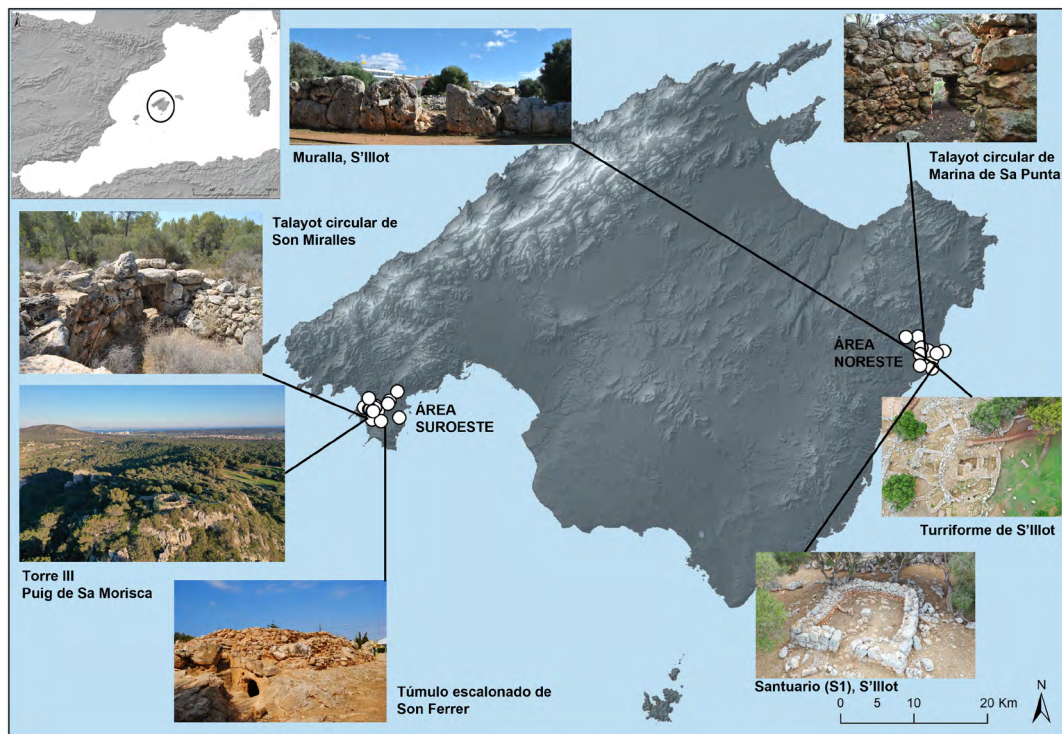 Muralla, S'Illot
Talayot circular de
Marina de Sa Punta
Talayot circular de
Son Miralles
ÁREA
NORESTE
ÁREA
SUROESTE
Turriforme de S'Illot
Torre III
Puig de Sa Morisca
Santuario (S1), S'Illot
Túmulo escalonado de
Son Ferrer
N
0 5 10 20 Km